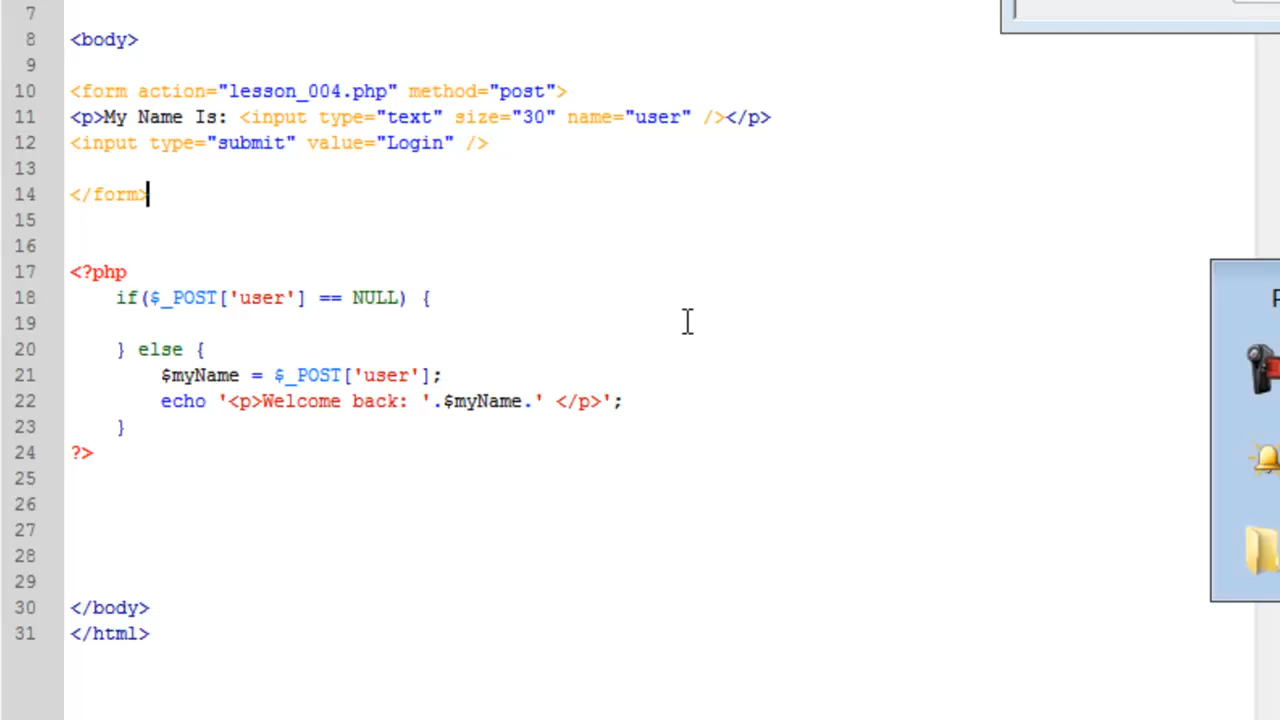 7
8 <body>
9
10 <form action="lesson_004.php" method="post">
11 <p>My Name Is: <input type="text" size="30" name="user" /></p>
12 <input type="submit" value="Login" />
13
14 </form>
15
16
17 <?php
18 if($_POST['user'] == NULL) {
19
20 } else {
21 $myName = $_POST['user'];
22 echo '<p>Welcome back: '.$myName.' </p>';
23 }
24 ?>
25
26
27
28
29
30 </body>
31 </html>